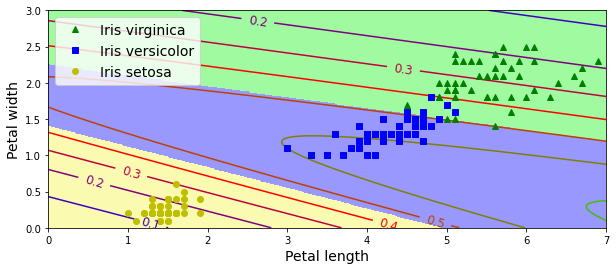 3.0
2.5
2.0
1.5
1.0
0.5
0.0
Petal width
Iris virginica
Iris versicolor
Iris setosa
0.2
0.3
0.3
0.2
0.1
0.4
0.5
0 1 2 3 4 5 6 7
Petal length